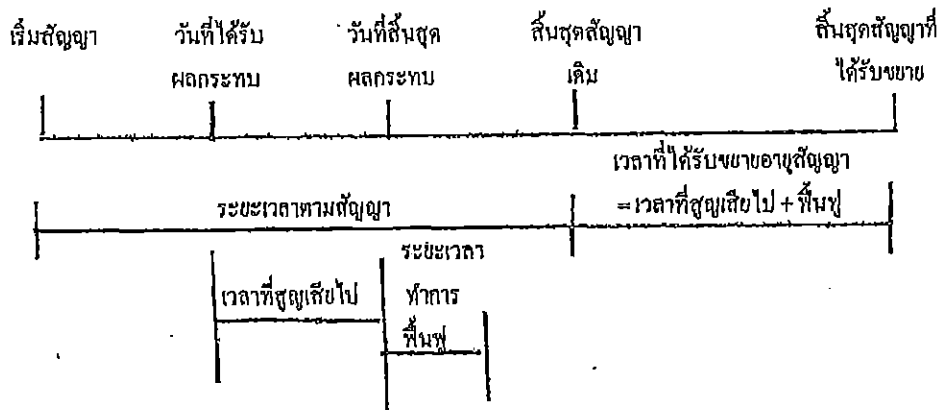 เริ่มสัญญา วันที่ได้รับ วันที่สิ้นสุด สิ้นสุดสัญญา สิ้นสุดสัญญาที่
ผลกระทบ ผลกระทบ เดิม ได้รับขยาย
เวลาที่ได้รับขยายอายุสัญญา
ระยะเวลาตามสัญญา = เวลาที่สูญเสียไป + ฟื้นฟู
ระยะเวลา
เวลาที่สูญเสียไป ทำการ
ฟื้นฟู